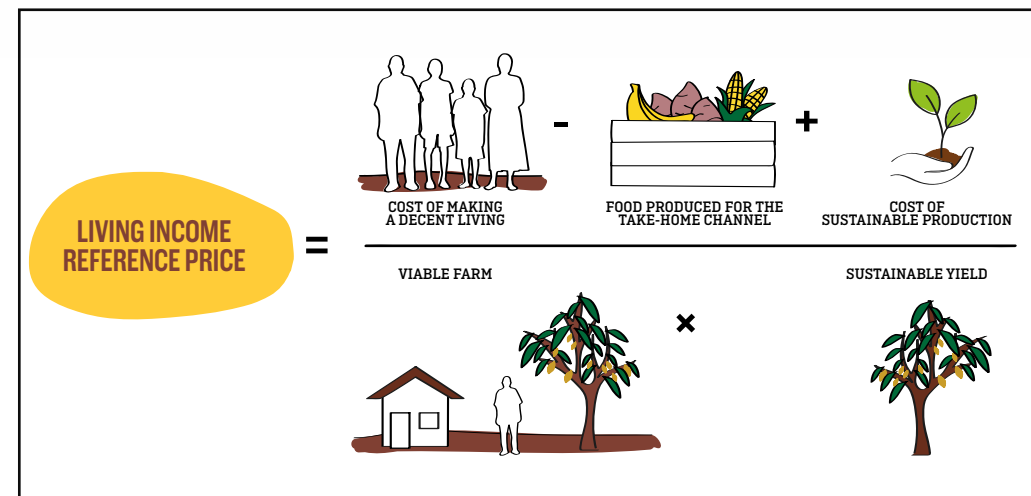 LIVING INCOME
REFERENCE PRICE
=
COST OF MAKING
A DECENT LIVING
-
FOOD PRODUCED FOR THE
TAKE-HOME CHANNEL
+
COST OF
SUSTAINABLE PRODUCTION
VIABLE FARM
×
SUSTAINABLE YIELD